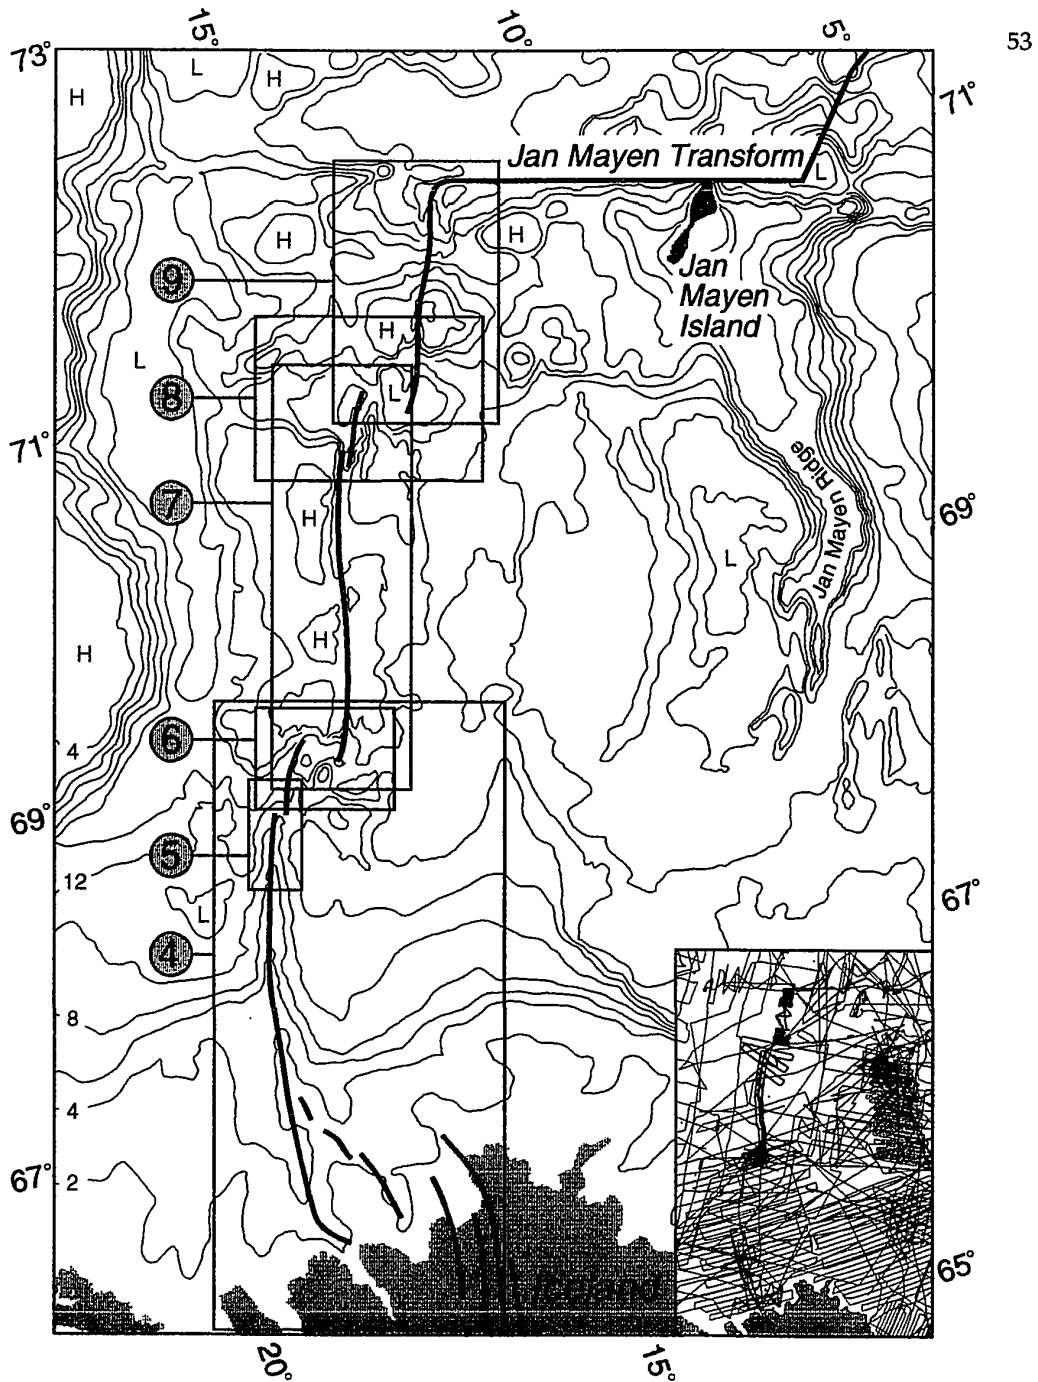 15° 10° 5° 53
73°
71°
L
H
H
Jan Mayen Transform
L
H
H
9
Jan
Mayen
Island
H
L
8
L
71°
Jan Mayen Ridge
7
H
69°
L
H
H
6
4
69°
5
12
67°
L
4
8
4
67°
2
65°
Iceland
20°
15°